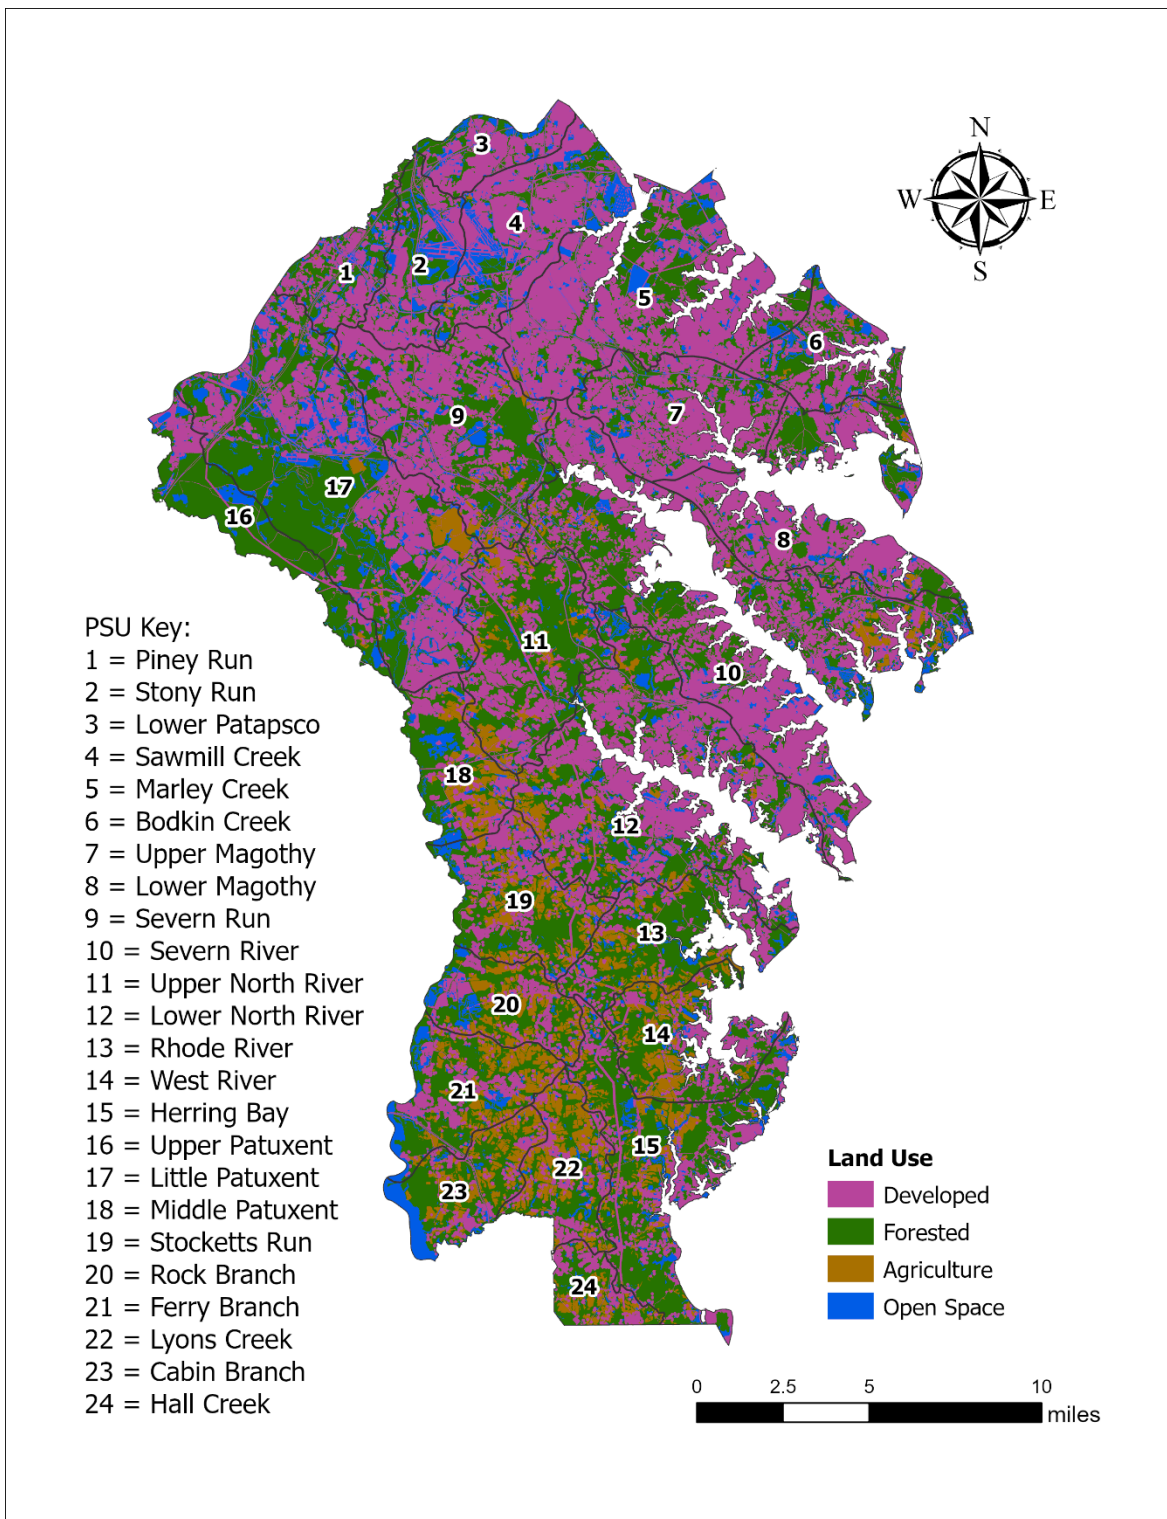 N
W
E
S
3
4
2
1
5
6
7
9
17
16
8
11
10
18
12
19
13
20
14
21
15
22
23
24
PSU Key:
1 = Piney Run
2 = Stony Run
3 = Lower Patapsco
4 = Sawmill Creek
5 = Marley Creek
6 = Bodkin Creek
7 = Upper Magothy
8 = Lower Magothy
9 = Severn Run
10 = Severn River
11 = Upper North River
12 = Lower North River
13 = Rhode River
14 = West River
15 = Herring Bay
16 = Upper Patuxent
17 = Little Patuxent
18 = Middle Patuxent
19 = Stocketts Run
20 = Rock Branch
21 = Ferry Branch
22 = Lyons Creek
23 = Cabin Branch
24 = Hall Creek
Land Use
Developed
Forested
Agriculture
Open Space
0 2.5 5 10
miles